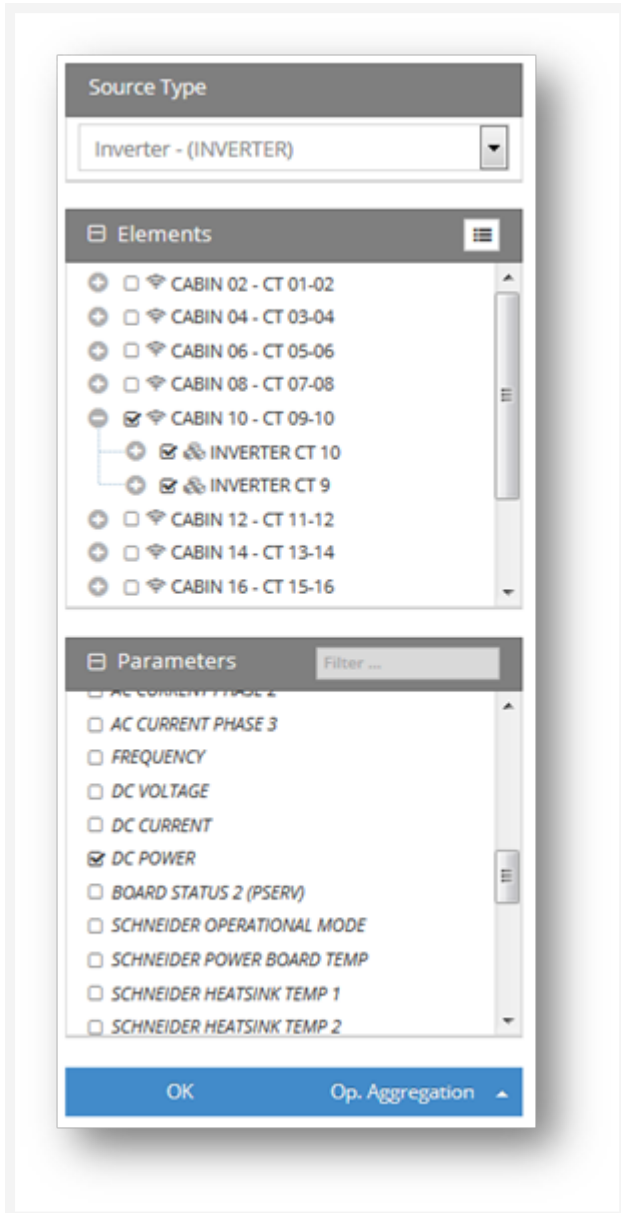 Source Type
Inverter - (INVERTER)
Elements
CABIN 02 - CT 01-02
CABIN 04 - CT 03-04
CABIN 06 - CT 05-06
CABIN 08 - CT 07-08
CABIN 10 - CT 09-10
INVERTER CT 10
INVERTER CT 9
CABIN 12 - CT 11-12
CABIN 14 - CT 13-14
CABIN 16 - CT 15-16
Parameters Filter ...
AC CURRENT PHASE 2
AC CURRENT PHASE 3
FREQUENCY
DC VOLTAGE
DC CURRENT
DC POWER
BOARD STATUS 2 (PSERV)
SCHNEIDER OPERATIONAL MODE
SCHNEIDER POWER BOARD TEMP
SCHNEIDER HEATSINK TEMP 1
SCHNEIDER HEATSINK TEMP 2
OK Op. Aggregation